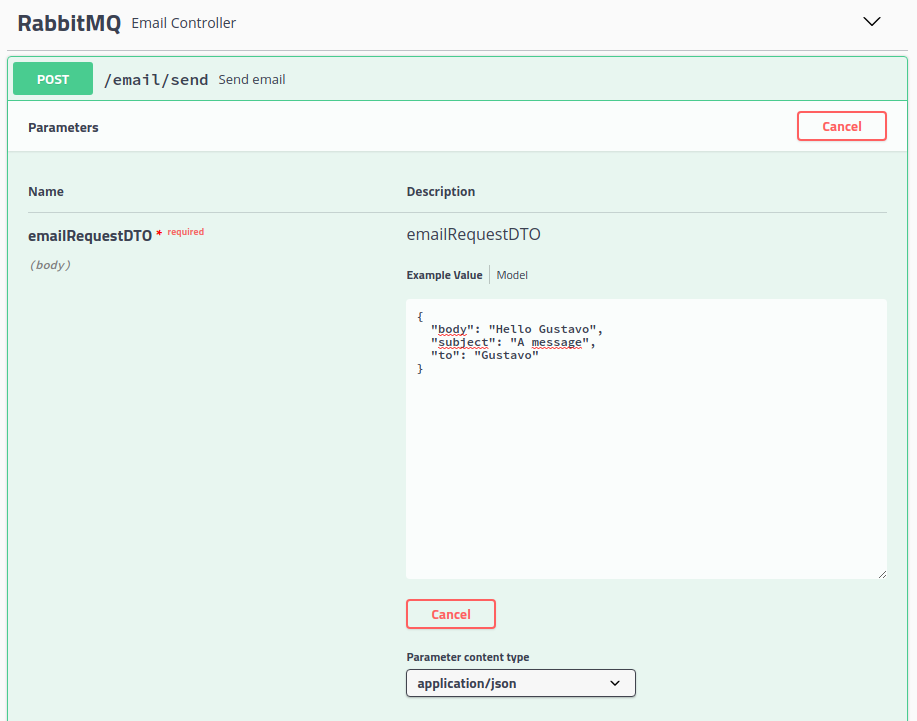 RabbitMQ Email Controller
POST /email/send Send email
Parameters Cancel
Name Description
emailRequestDTO * required emailRequestDTO
(body)
Example Value Model
{
"body": "Hello Gustavo",
"subject": "A message",
"to": "Gustavo"
}
Cancel
Parameter content type
application/json